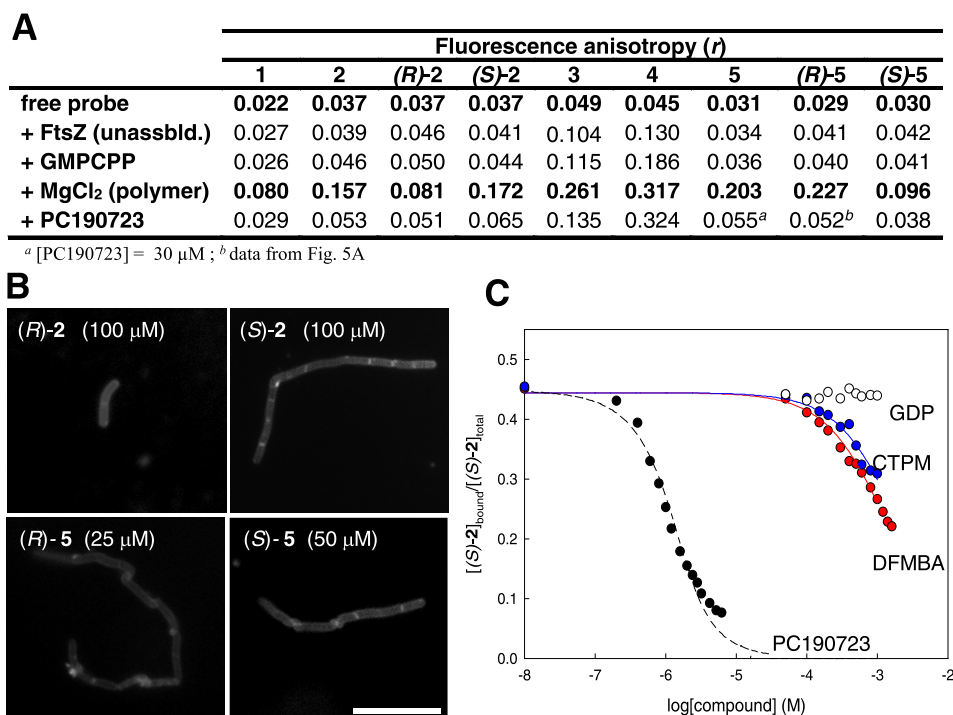 A
Fluorescence anisotropy (r)
1 2 (R)-2 (S)-2 3 4 5 (R)-5 (S)-5
free probe 0.022 0.037 0.037 0.037 0.049 0.045 0.031 0.029 0.030
+ FtsZ (unassbld.) 0.027 0.039 0.046 0.041 0.104 0.130 0.034 0.041 0.042
+ GMPCPP 0.026 0.046 0.050 0.044 0.115 0.186 0.036 0.040 0.041
+ MgCl₂ (polymer) 0.080 0.157 0.081 0.172 0.261 0.317 0.203 0.227 0.096
+ PC190723 0.029 0.053 0.051 0.065 0.135 0.324 0.055ᵃ 0.052ᵇ 0.038
ᵃ [PC190723] = 30 µM ; ᵇ data from Fig. 5A
B
(R)-2 (100 µM)
(S)-2 (100 µM)
(R)-5 (25 µM)
(S)-5 (50 µM)
C
[(S)-2]bound/[(S)-2]total
0.5
0.4
0.3
0.2
0.1
0.0
GDP
CTPM
DFMBA
PC190723
-8 -7 -6 -5 -4 -3 -2
log[compound] (M)